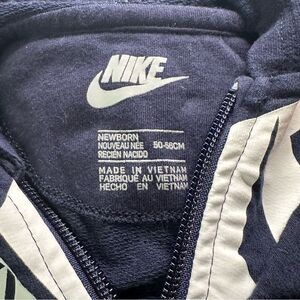 NIKE
NEWBORN
NOUVEAU NÉE 50-56CM
RECIÉN NACIDO
MADE IN VIETNAM
FABRIQUÉ AU VIETNAM
HECHO EN VIETNAM